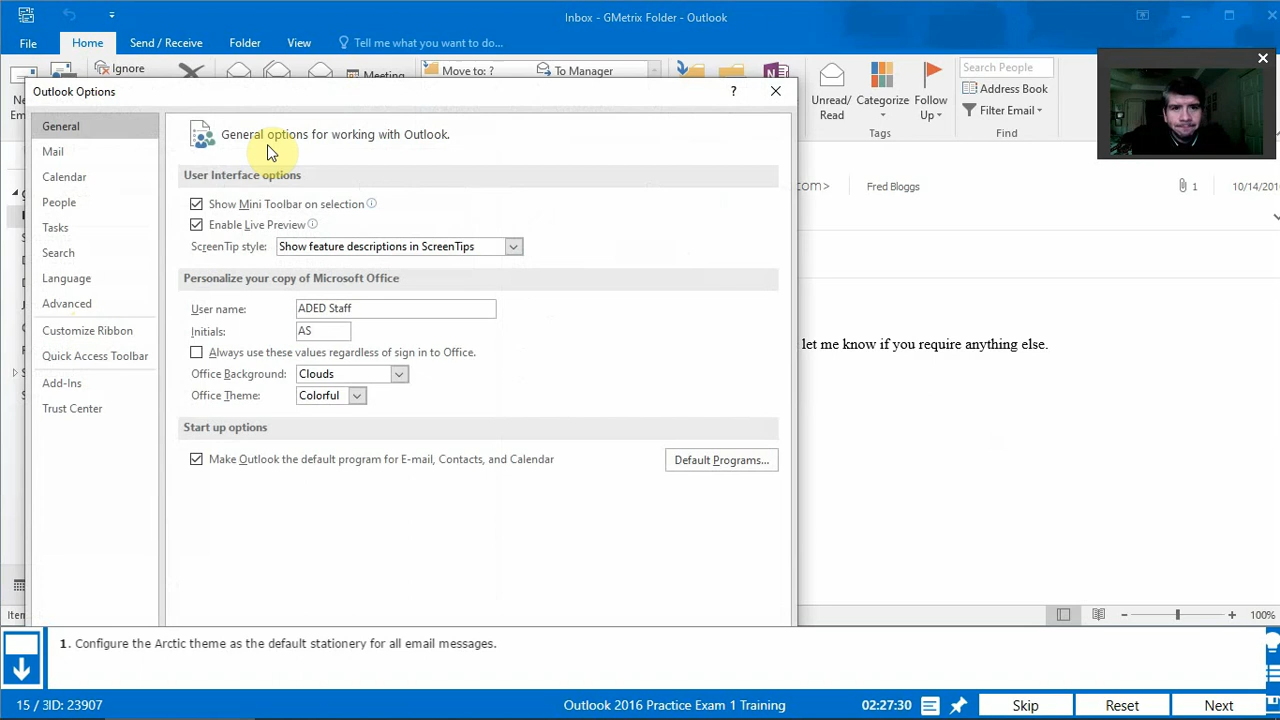 Inbox - GMetrix Folder - Outlook
File Home Send / Receive Folder View Tell me what you want to do...
Ignore Meeting Move to: ? To Manager
Unread/ Read Categorize Follow Up
Search People
Address Book
Filter Email
Tags Find
Outlook Options ?
General
Mail
Calendar
People
Tasks
Search
Language
Advanced
Customize Ribbon
Quick Access Toolbar
Add-Ins
Trust Center
General options for working with Outlook.
User Interface options
Show Mini Toolbar on selection
Enable Live Preview
ScreenTip style: Show feature descriptions in ScreenTips
Personalize your copy of Microsoft Office
User name: ADED Staff
Initials: AS
Always use these values regardless of sign in to Office.
Office Background: Clouds
Office Theme: Colorful
Start up options
Make Outlook the default program for E-mail, Contacts, and Calendar Default Programs...
com> Fred Bloggs 1
let me know if you require anything else.
100%
1. Configure the Arctic theme as the default stationery for all email messages.
15 / 3ID: 23907 Outlook 2016 Practice Exam 1 Training 02:27:30 Skip Reset Next